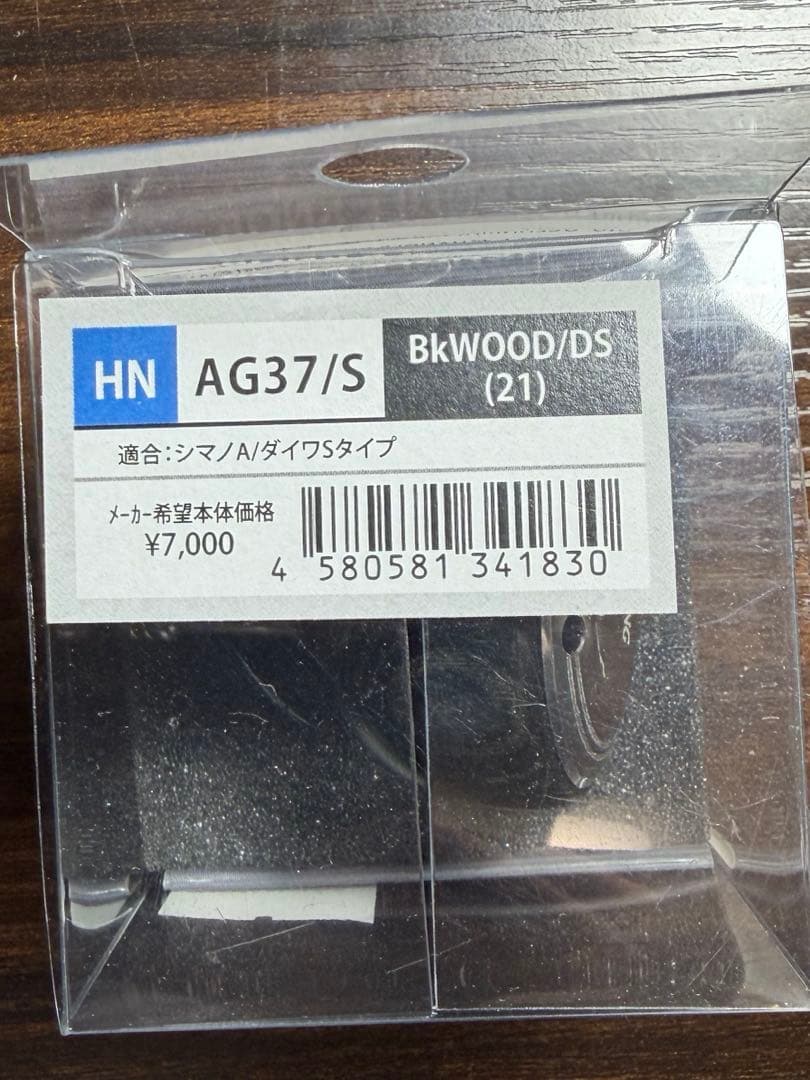 HN
AG37/S
BkWOOD/DS
(21)
適合：シマノA/ダイワSタイプ
ﾒｰｶｰ希望本体価格
¥7,000
4 580581 341830